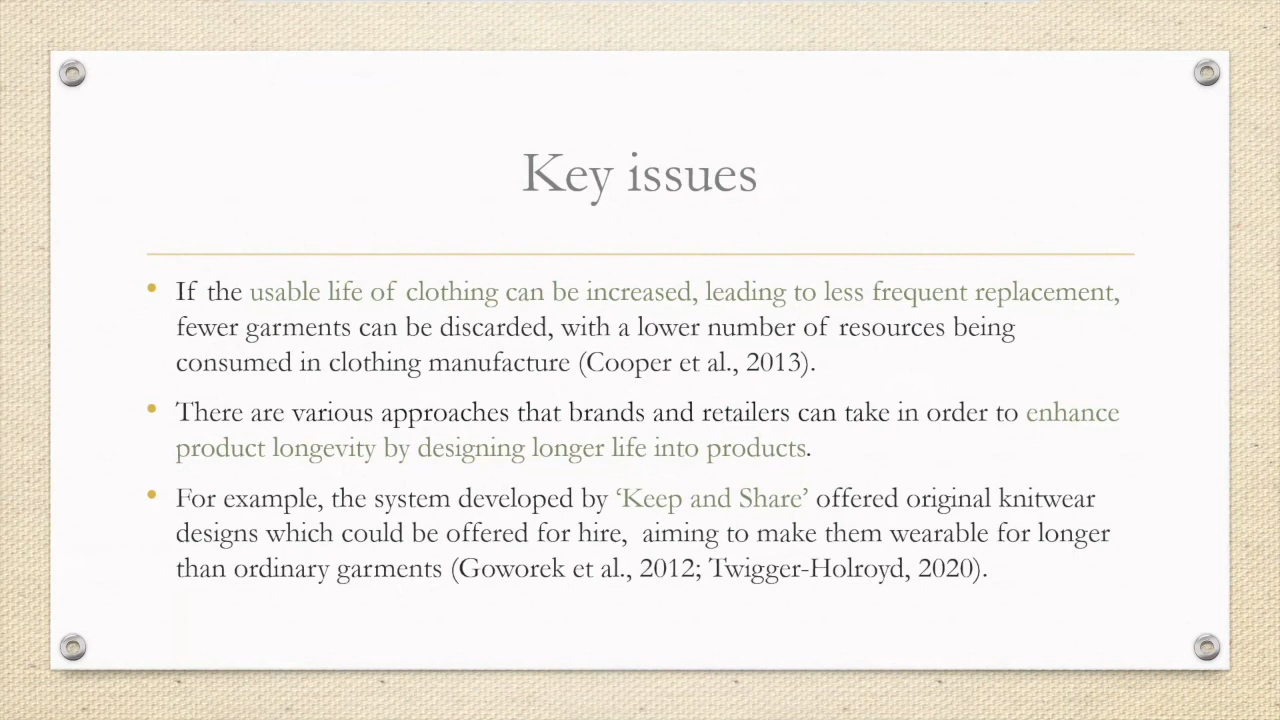 Key issues
• If the usable life of clothing can be increased, leading to less frequent replacement,
fewer garments can be discarded, with a lower number of resources being
consumed in clothing manufacture (Cooper et al., 2013).
• There are various approaches that brands and retailers can take in order to enhance
product longevity by designing longer life into products.
• For example, the system developed by ‘Keep and Share’ offered original knitwear
designs which could be offered for hire, aiming to make them wearable for longer
than ordinary garments (Goworek et al., 2012; Twigger-Holroyd, 2020).